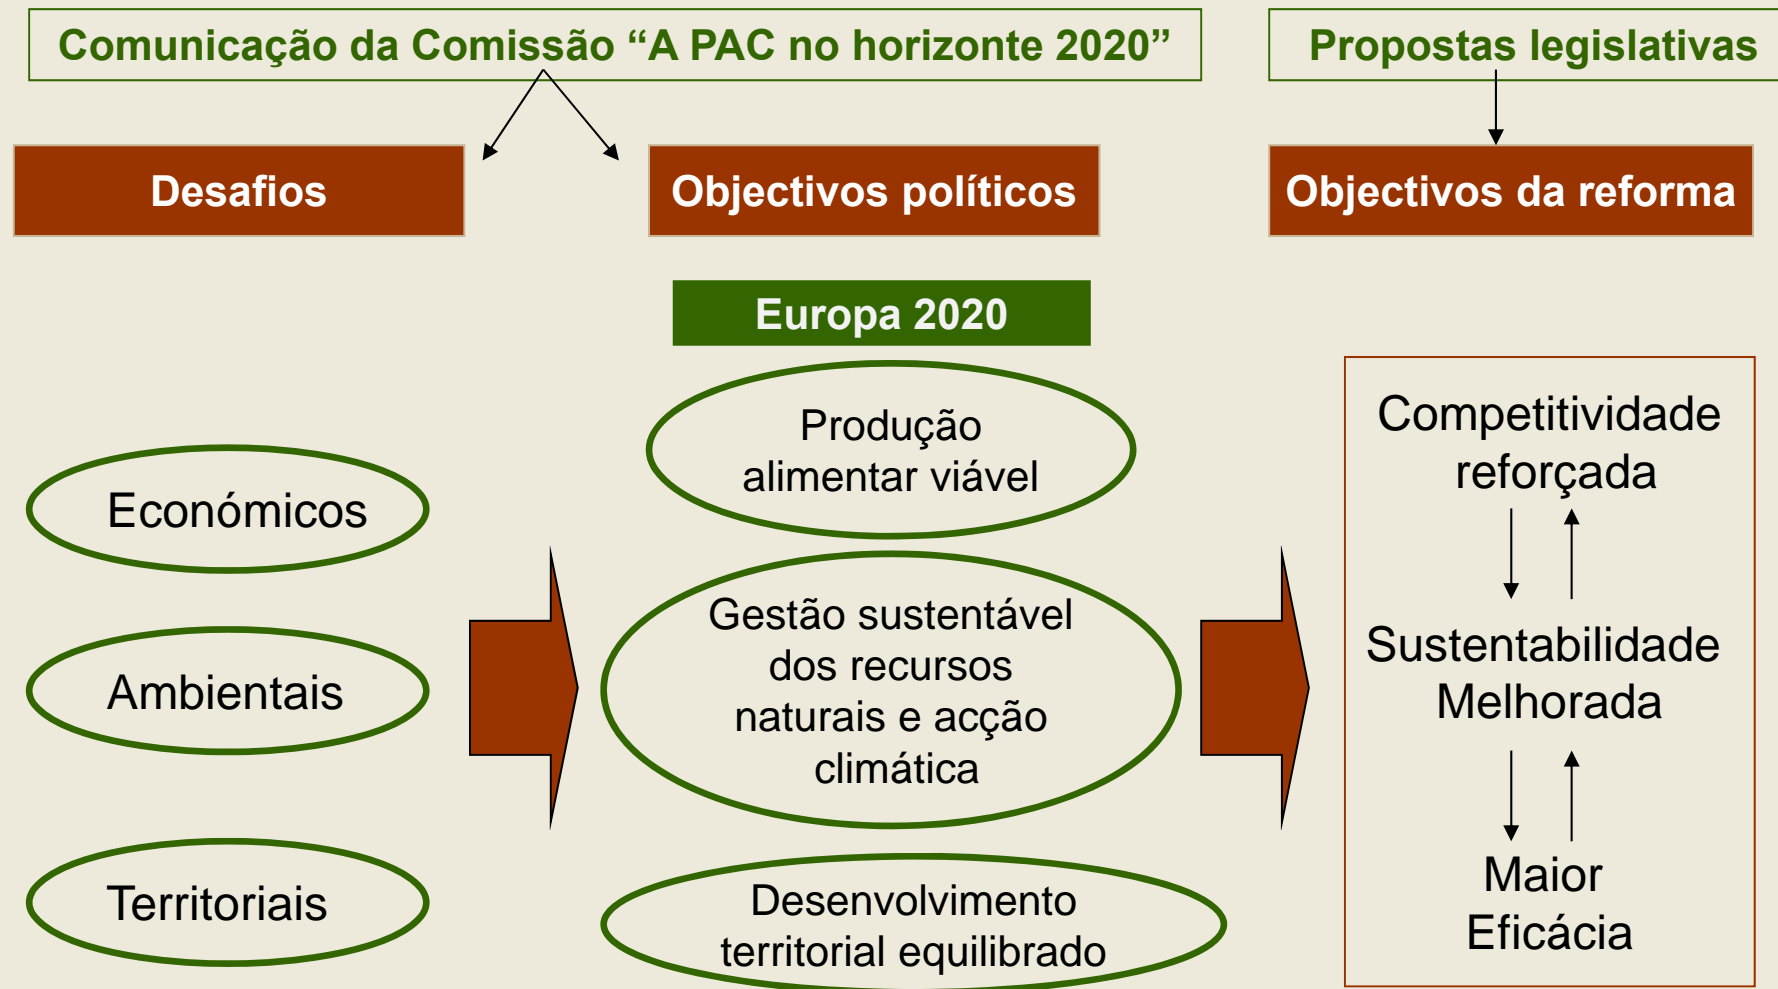 Comunicação da Comissão “A PAC no horizonte 2020”
Propostas legislativas
Desafios
Objectivos políticos
Objectivos da reforma
Europa 2020
Económicos
Ambientais
Territoriais
Produção
alimentar viável
Gestão sustentável
dos recursos
naturais e acção
climática
Desenvolvimento
territorial equilibrado
Competitividade
reforçada
Sustentabilidade
Melhorada
Maior
Eficácia